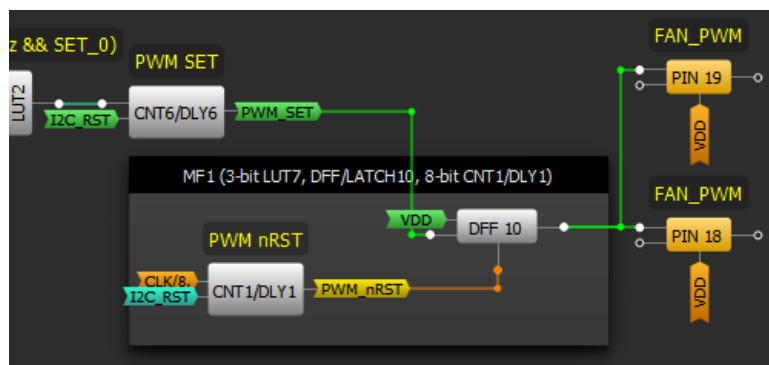 z && SET_0)
PWM SET
FAN_PWM
LUT2
I2C_RST
CNT6/DLY6
PWM_SET
PIN 19
VDD
MF1 (3-bit LUT7, DFF/LATCH10, 8-bit CNT1/DLY1)
FAN_PWM
VDD
DFF 10
PIN 18
PWM nRST
CLK/8.
I2C_RST
CNT1/DLY1
PWM_nRST
VDD